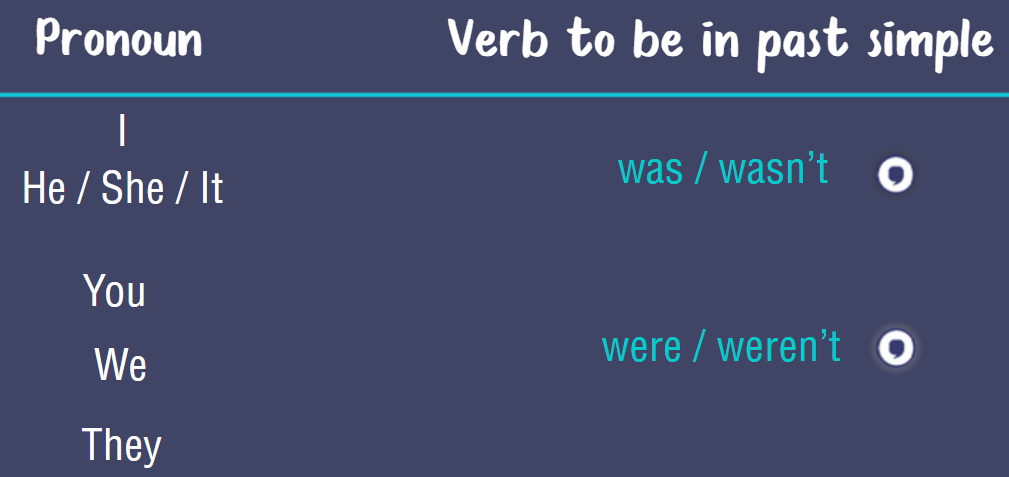 Pronoun Verb to be in past simple
I
He / She / It
was / wasn’t
You
We
They
were / weren’t